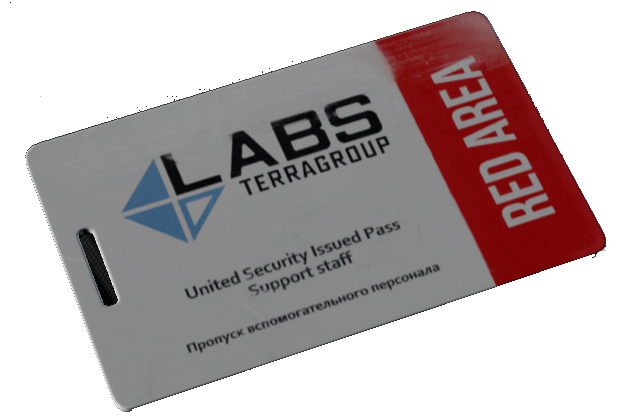 LABS
TERRAGROUP
United Security Issued Pass
Support staff
Пропуск вспомогательного персонала
RED AREA